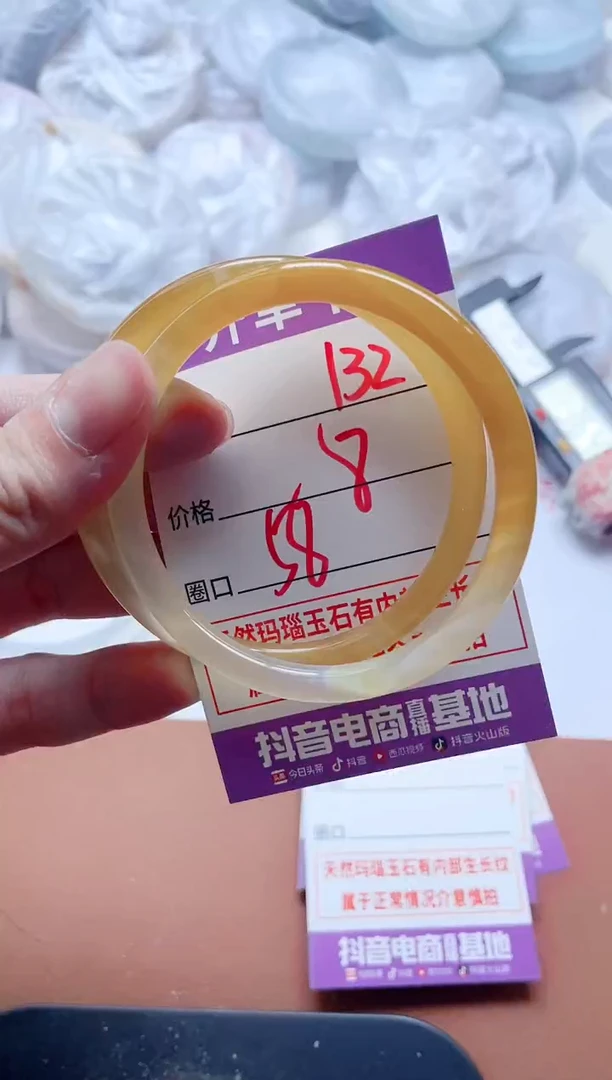 132
价格 8
圈口 58
然玛瑙玉石有内
抖音电商直播基地
今日头条 抖音 西瓜视频 抖音火山版
圈口
天然玛瑙玉石有内部生长纹
属于正常情况介意慎拍
抖音电商直播基地